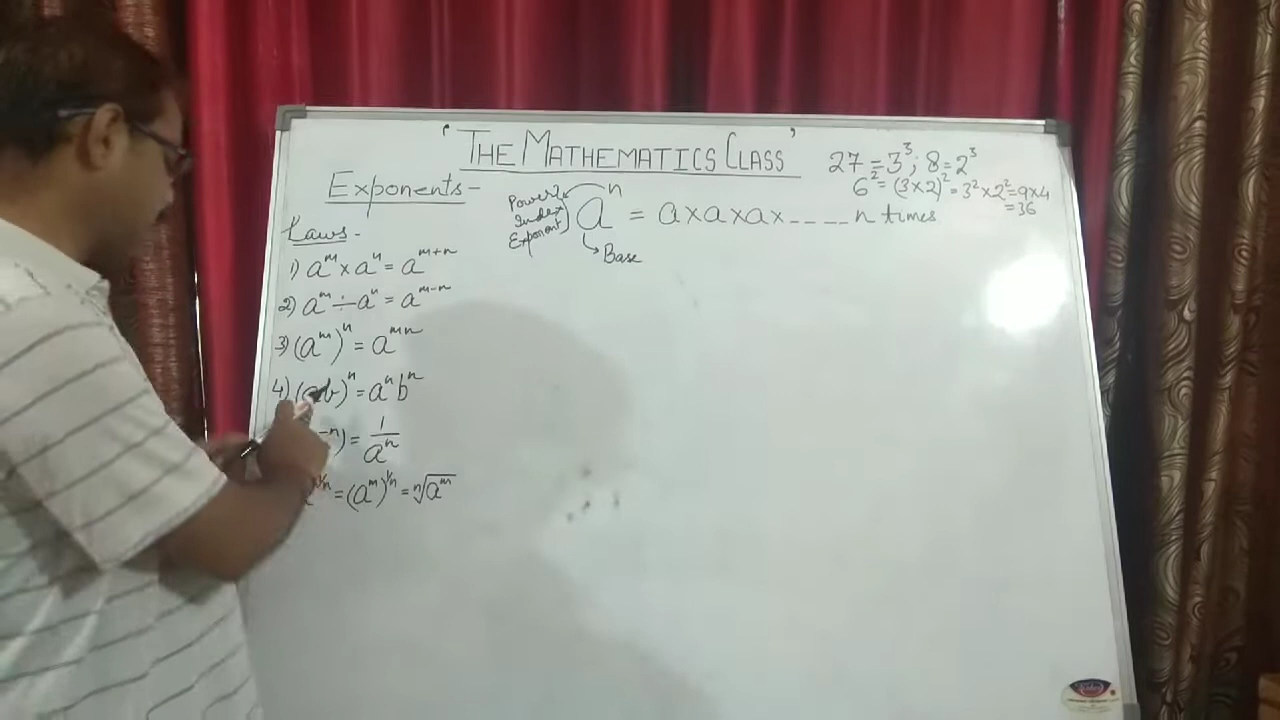 ‘THE MATHEMATICS CLASS’
27 = 3³; 8 = 2³
6² = (3×2)² = 3²×2² = 9×4
= 36
Exponents -
Power
Index
Exponent
aⁿ = a×a×a×----n times
Base
Laws -
1) aᵐ × aⁿ = aᵐ⁺ⁿ
2) aᵐ ÷ aⁿ = aᵐ⁻ⁿ
3) (aᵐ)ⁿ = aᵐⁿ
4) (ab)ⁿ = aⁿbⁿ
⁻ⁿ) = 1/aⁿ
= (aᵐ)^1/n = ⁿ√aᵐ